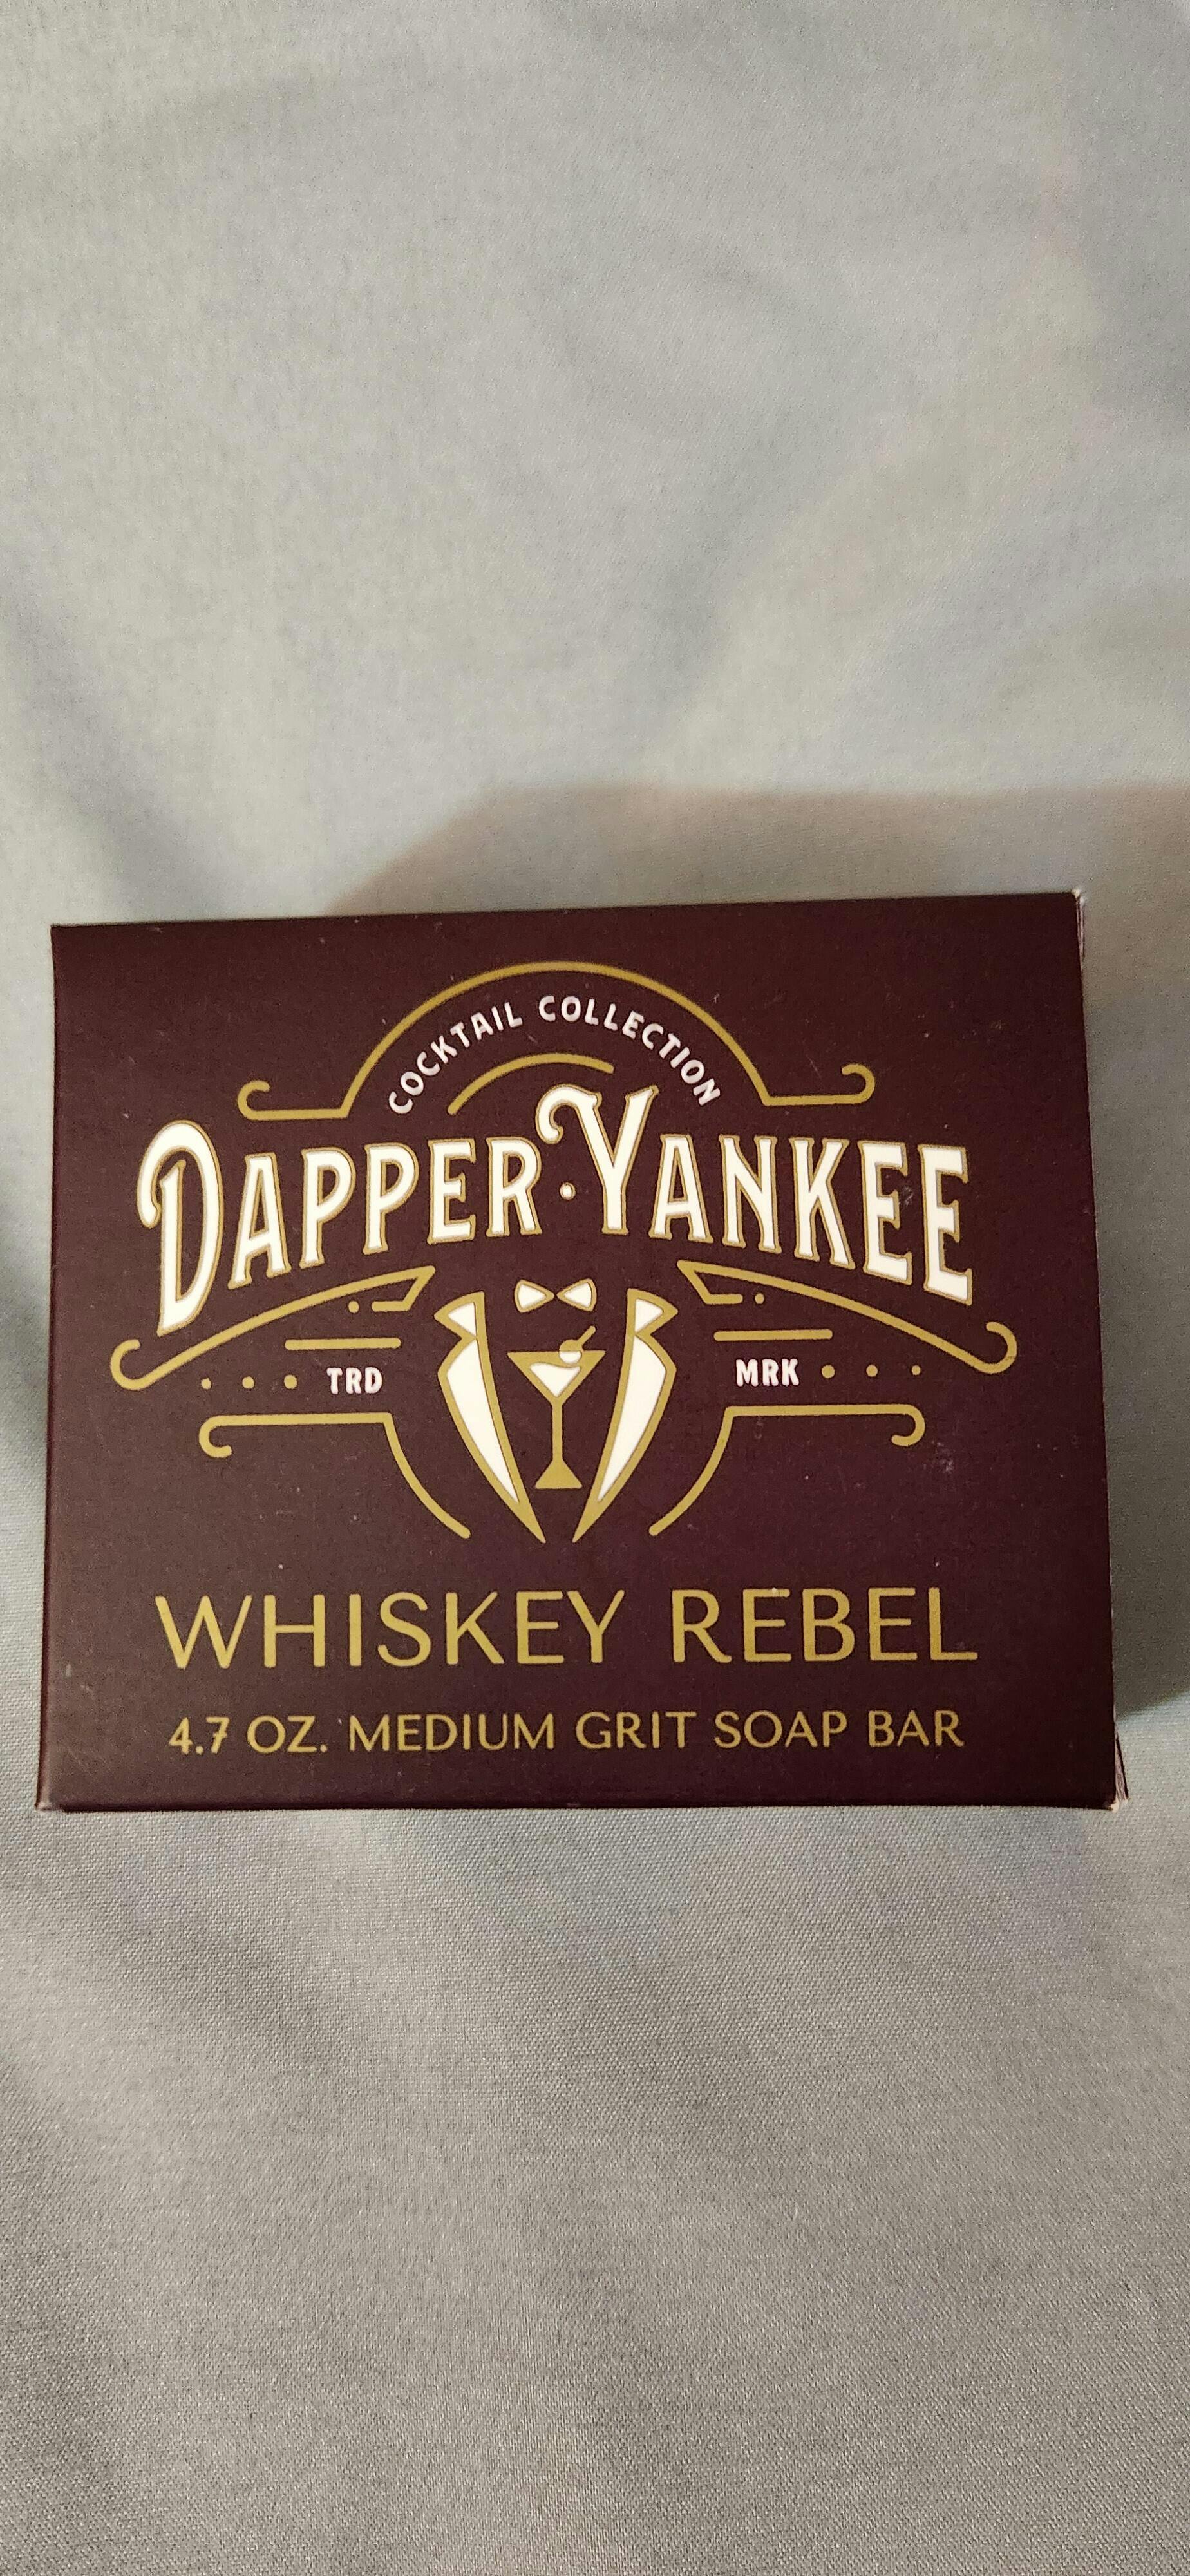 COCKTAIL COLLECTION
DAPPER·YANKEE
TRD MRK
WHISKEY REBEL
4.7 OZ. MEDIUM GRIT SOAP BAR